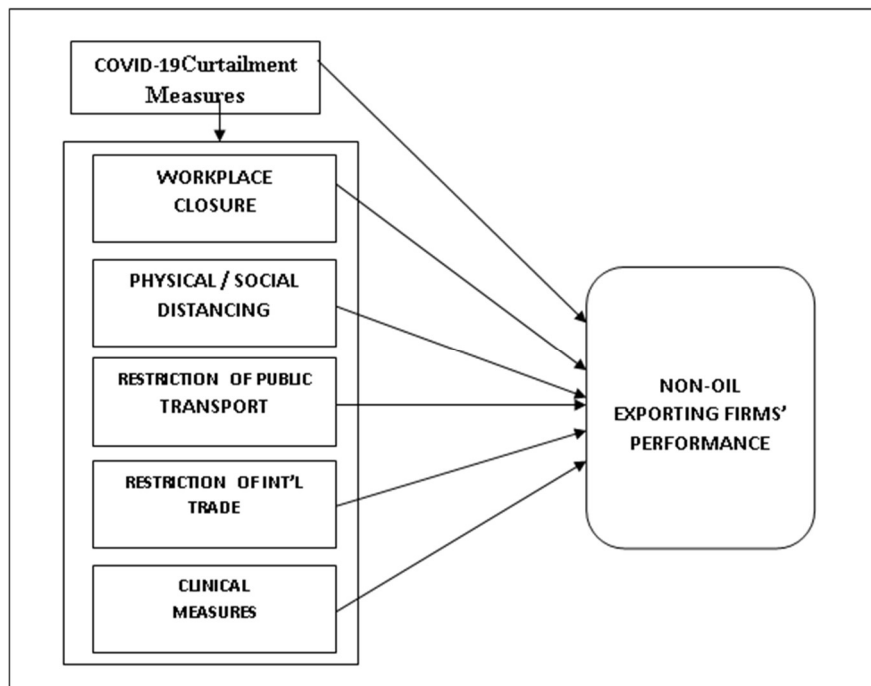 COVID-19Curtailment
Measures
WORKPLACE
CLOSURE
PHYSICAL / SOCIAL
DISTANCING
RESTRICTION OF PUBLIC
TRANSPORT
RESTRICTION OF INT'L
TRADE
CLINICAL
MEASURES
NON-OIL
EXPORTING FIRMS'
PERFORMANCE